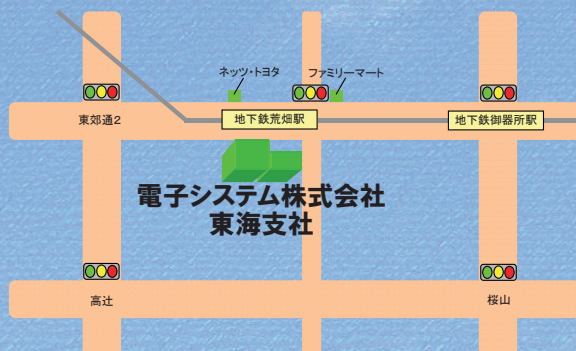 ネッツ・トヨタ
ファミリーマート
東郊通2
地下鉄荒畑駅
地下鉄御器所駅
電子システム株式会社
東海支社
高辻
桜山